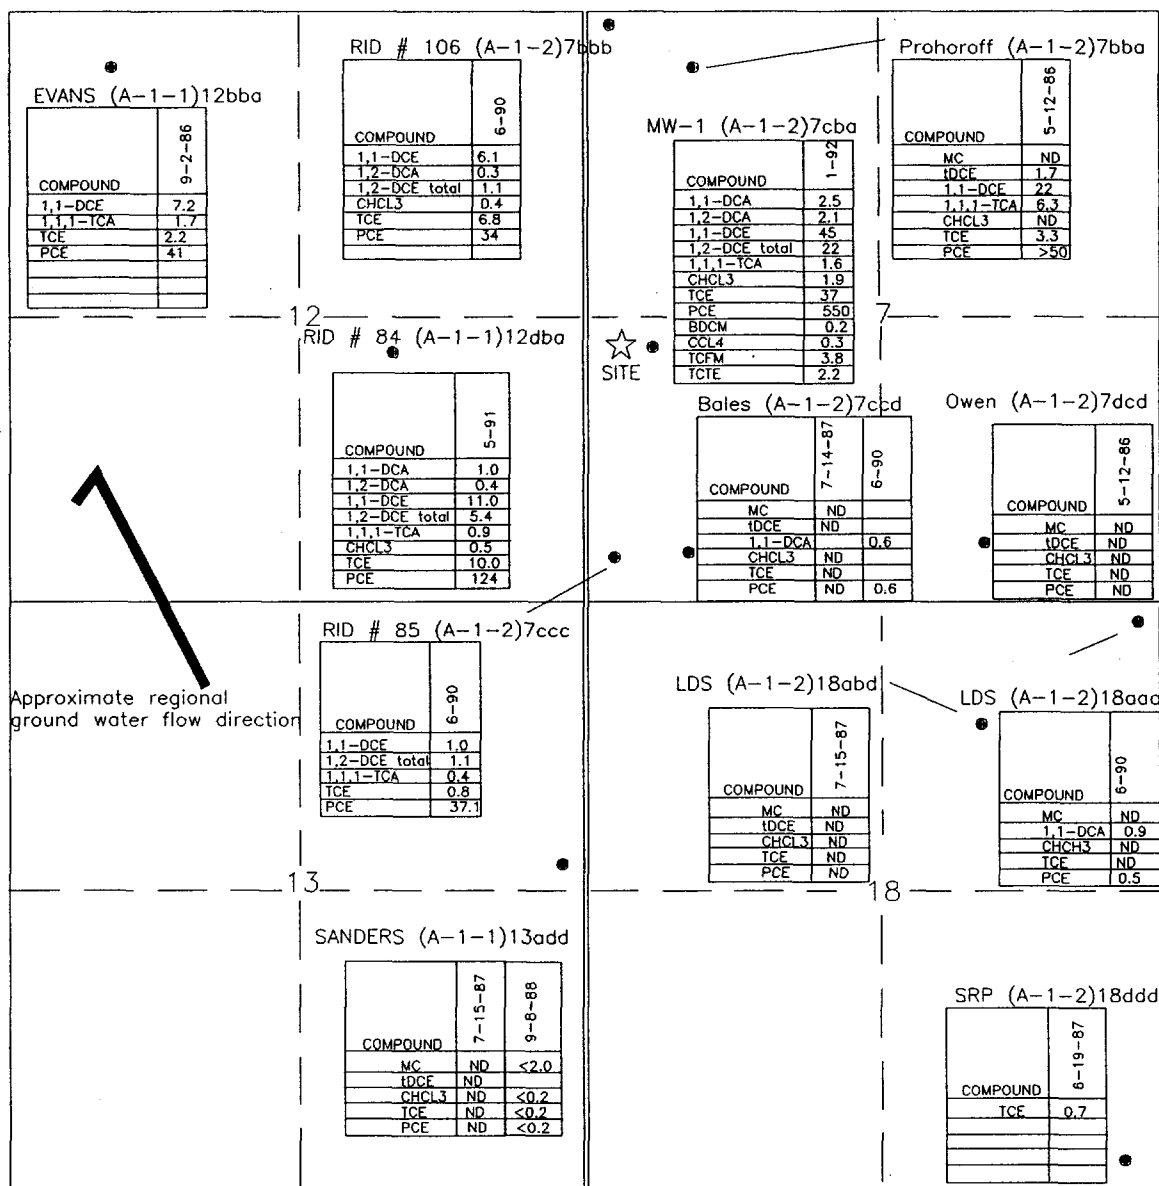 EVANS (A-1-1)12bba
COMPOUND 9-2-86
1,1-DCE 7.2
1,1,1-TCA 1.7
TCE 2.2
PCE 41
RID # 106 (A-1-2)7bbb
COMPOUND 6-90
1,1-DCE 6.1
1,2-DCA 0.3
1,2-DCE total 1.1
CHCL3 0.4
TCE 6.8
PCE 34
MW-1 (A-1-2)7cba
COMPOUND 1-92
1,1-DCA 2.5
1,2-DCA 2.1
1,1-DCE 45
1,2-DCE total 22
1,1,1-TCA 1.6
CHCL3 1.9
TCE 37
PCE 550
BDCM 0.2
CCL4 0.3
TCFM 3.8
TCTE 2.2
Prohoroff (A-1-2)7bba
COMPOUND 5-12-86
MC ND
tDCE 1.7
1,1-DCE 22
1,1,1-TCA 6.3
CHCL3 ND
TCE 3.3
PCE >50
12
7
RID # 84 (A-1-1)12dba
COMPOUND 5-91
1,1-DCA 1.0
1,2-DCA 0.4
1,1-DCE 11.0
1,2-DCE total 5.4
1,1,1-TCA 0.9
CHCL3 0.5
TCE 10.0
PCE 124
SITE
Bales (A-1-2)7ccd
COMPOUND 7-14-87 6-90
MC ND
tDCE ND
1,1-DCA 0.6
CHCL3 ND
TCE ND
PCE ND 0.6
Owen (A-1-2)7dcd
COMPOUND 5-12-86
MC ND
tDCE ND
CHCL3 ND
TCE ND
PCE ND
Approximate regional
ground water flow direction
RID # 85 (A-1-2)7ccc
COMPOUND 6-90
1,1-DCE 1.0
1,2-DCE total 1.1
1,1,1-TCA 0.4
TCE 0.8
PCE 37.1
LDS (A-1-2)18abd
COMPOUND 7-15-87
MC ND
tDCE ND
CHCL3 ND
TCE ND
PCE ND
LDS (A-1-2)18aaa
COMPOUND 6-90
MC ND
1,1-DCA 0.9
CHCH3 ND
TCE ND
PCE 0.5
13
18
SANDERS (A-1-1)13add
COMPOUND 7-15-87 9-8-88
MC ND <2.0
tDCE ND
CHCL3 ND <0.2
TCE ND <0.2
PCE ND <0.2
SRP (A-1-2)18ddd
COMPOUND 6-19-87
TCE 0.7